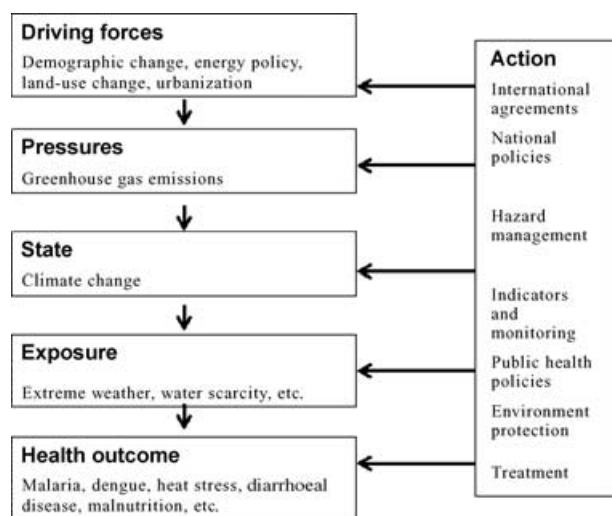 Driving forces
Demographic change, energy policy,
land-use change, urbanization
Pressures
Greenhouse gas emissions
State
Climate change
Exposure
Extreme weather, water scarcity, etc.
Health outcome
Malaria, dengue, heat stress, diarrhoeal
disease, malnutrition, etc.
Action
International
agreements
National
policies
Hazard
management
Indicators
and
monitoring
Public health
policies
Environment
protection
Treatment